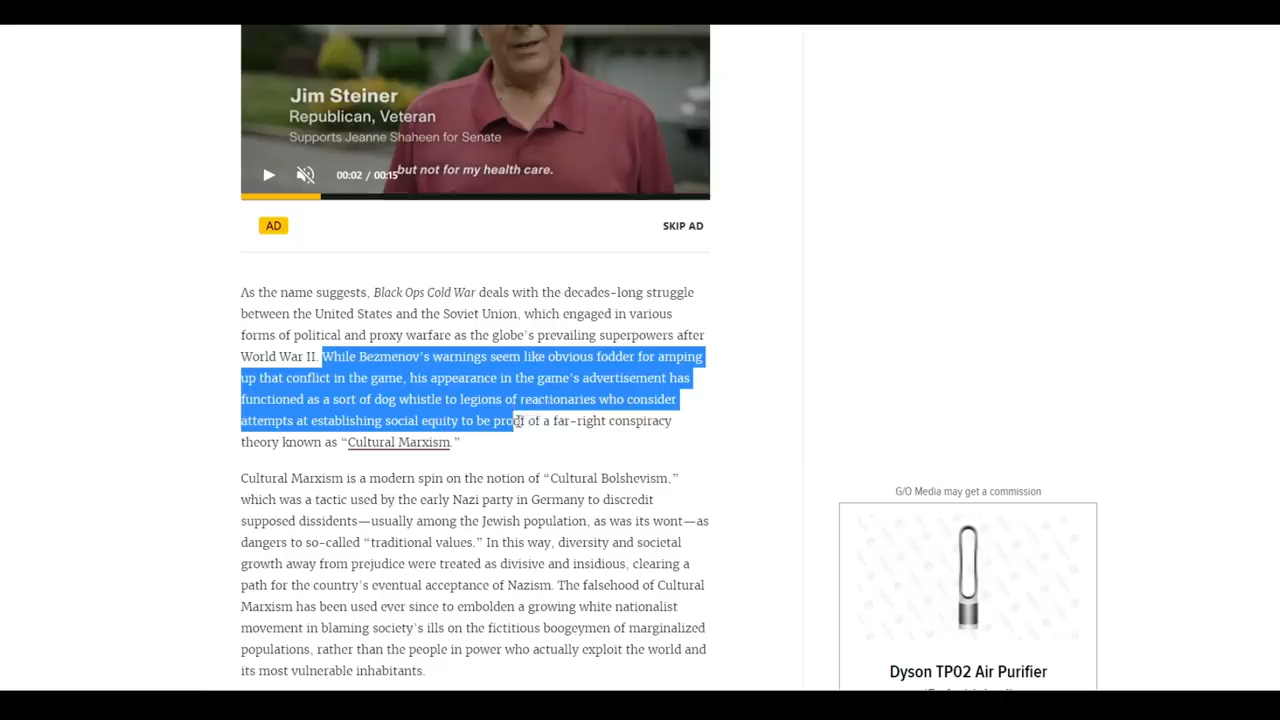 Jim Steiner
Republican, Veteran
Supports Jeanne Shaheen for Senate
but not for my health care.
00:02 / 00:15
AD
SKIP AD
As the name suggests, Black Ops Cold War deals with the decades-long struggle
between the United States and the Soviet Union, which engaged in various
forms of political and proxy warfare as the globe's prevailing superpowers after
World War II. While Bezmenov's warnings seem like obvious fodder for amping
up that conflict in the game, his appearance in the game's advertisement has
functioned as a sort of dog whistle to legions of reactionaries who consider
attempts at establishing social equity to be proof of a far-right conspiracy
theory known as “Cultural Marxism.”
Cultural Marxism is a modern spin on the notion of “Cultural Bolshevism,”
which was a tactic used by the early Nazi party in Germany to discredit
supposed dissidents—usually among the Jewish population, as was its wont—as
dangers to so-called “traditional values.” In this way, diversity and societal
growth away from prejudice were treated as divisive and insidious, clearing a
path for the country's eventual acceptance of Nazism. The falsehood of Cultural
Marxism has been used ever since to embolden a growing white nationalist
movement in blaming society's ills on the fictitious boogeymen of marginalized
populations, rather than the people in power who actually exploit the world and
its most vulnerable inhabitants.
G/O Media may get a commission
Dyson TP02 Air Purifier